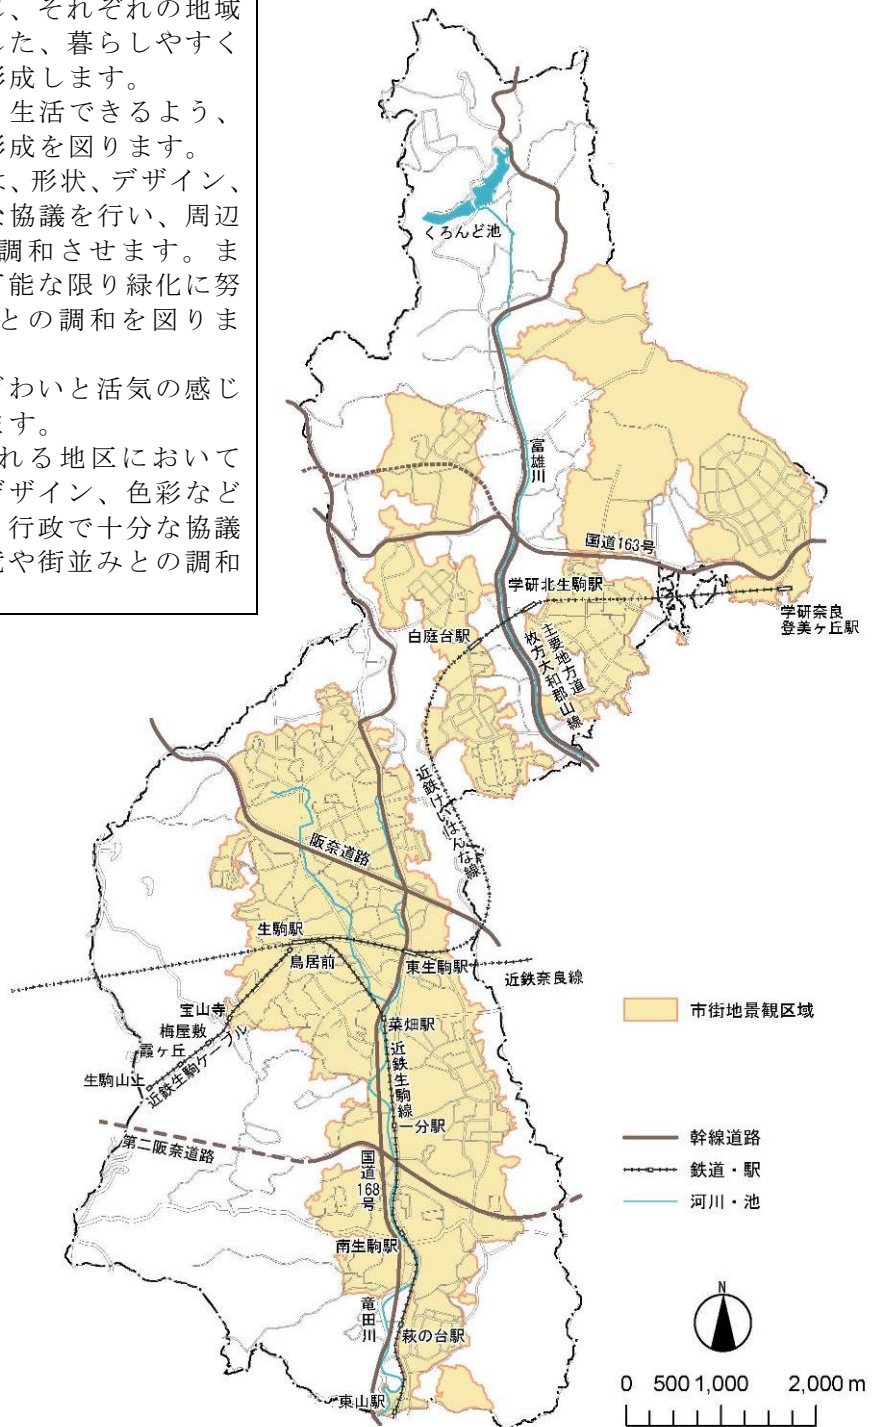 、それぞれの地域
した、暮らしやすく
形成します。
生活できるよう、
形成を図ります。
は、形状、デザイン、
な協議を行い、周辺
調和させます。ま
可能な限り緑化に努
との調和を図りま
ぎわいと活気の感じ
ます。
れる地区において
デザイン、色彩など
行政で十分な協議
や街並みとの調和
くろんど池
富雄川
国道163号
学研北生駒駅
学研奈良
登美ヶ丘駅
白庭台駅
主要地方道
枚方大和郡山線
近鉄けいはんな線
阪奈道路
生駒駅
鳥居前
東生駒駅
近鉄奈良線
宝山寺
梅屋敷
霞ヶ丘
生駒山上
近鉄生駒ケーブル
菜畑駅
近鉄生駒線
一分駅
第二阪奈道路
国道168号
南生駒駅
竜田川
萩の台駅
東山駅
市街地景観区域
幹線道路
鉄道・駅
河川・池
N
0 500 1,000 2,000 m